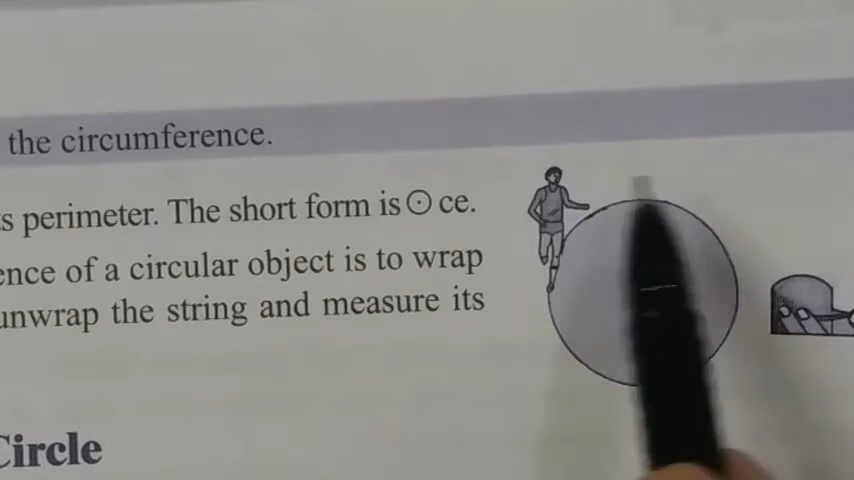 the circumference.
s perimeter. The short form is ⊙ ce.
ence of a circular object is to wrap
unwrap the string and measure its
Circle